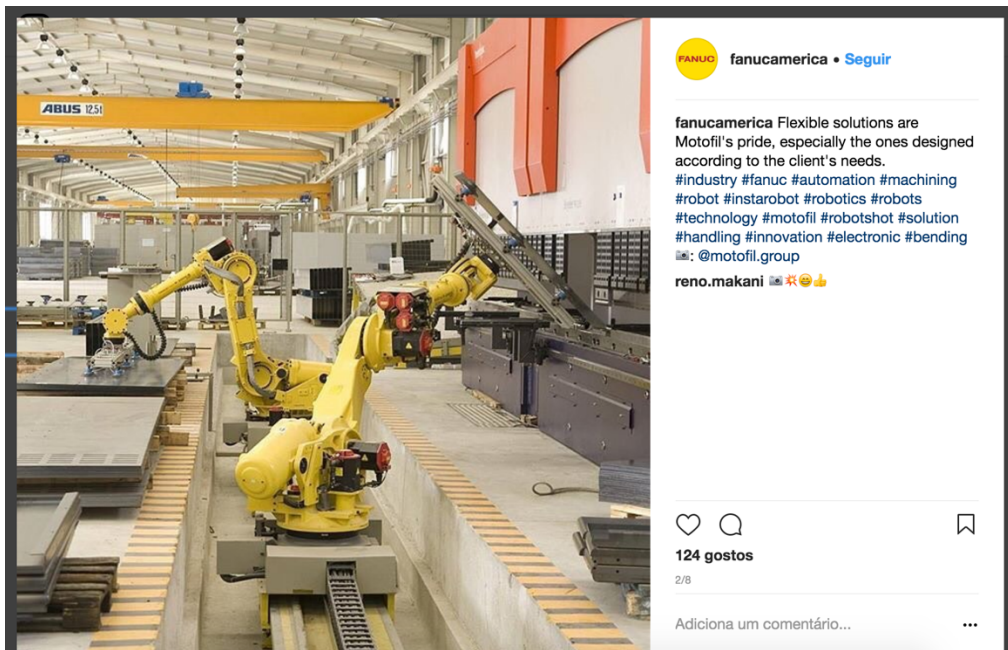 ABUS 12,5t
FANUC
fanucamerica • Seguir
fanucamerica Flexible solutions are
Motofil's pride, especially the ones designed
according to the client's needs.
#industry #fanuc #automation #machining
#robot #instarobot #robotics #robots
#technology #motofil #robotshot #solution
#handling #innovation #electronic #bending
📷: @motofil.group
reno.makani 📷💥😂👍
124 gostos
2/8
Adiciona um comentário...